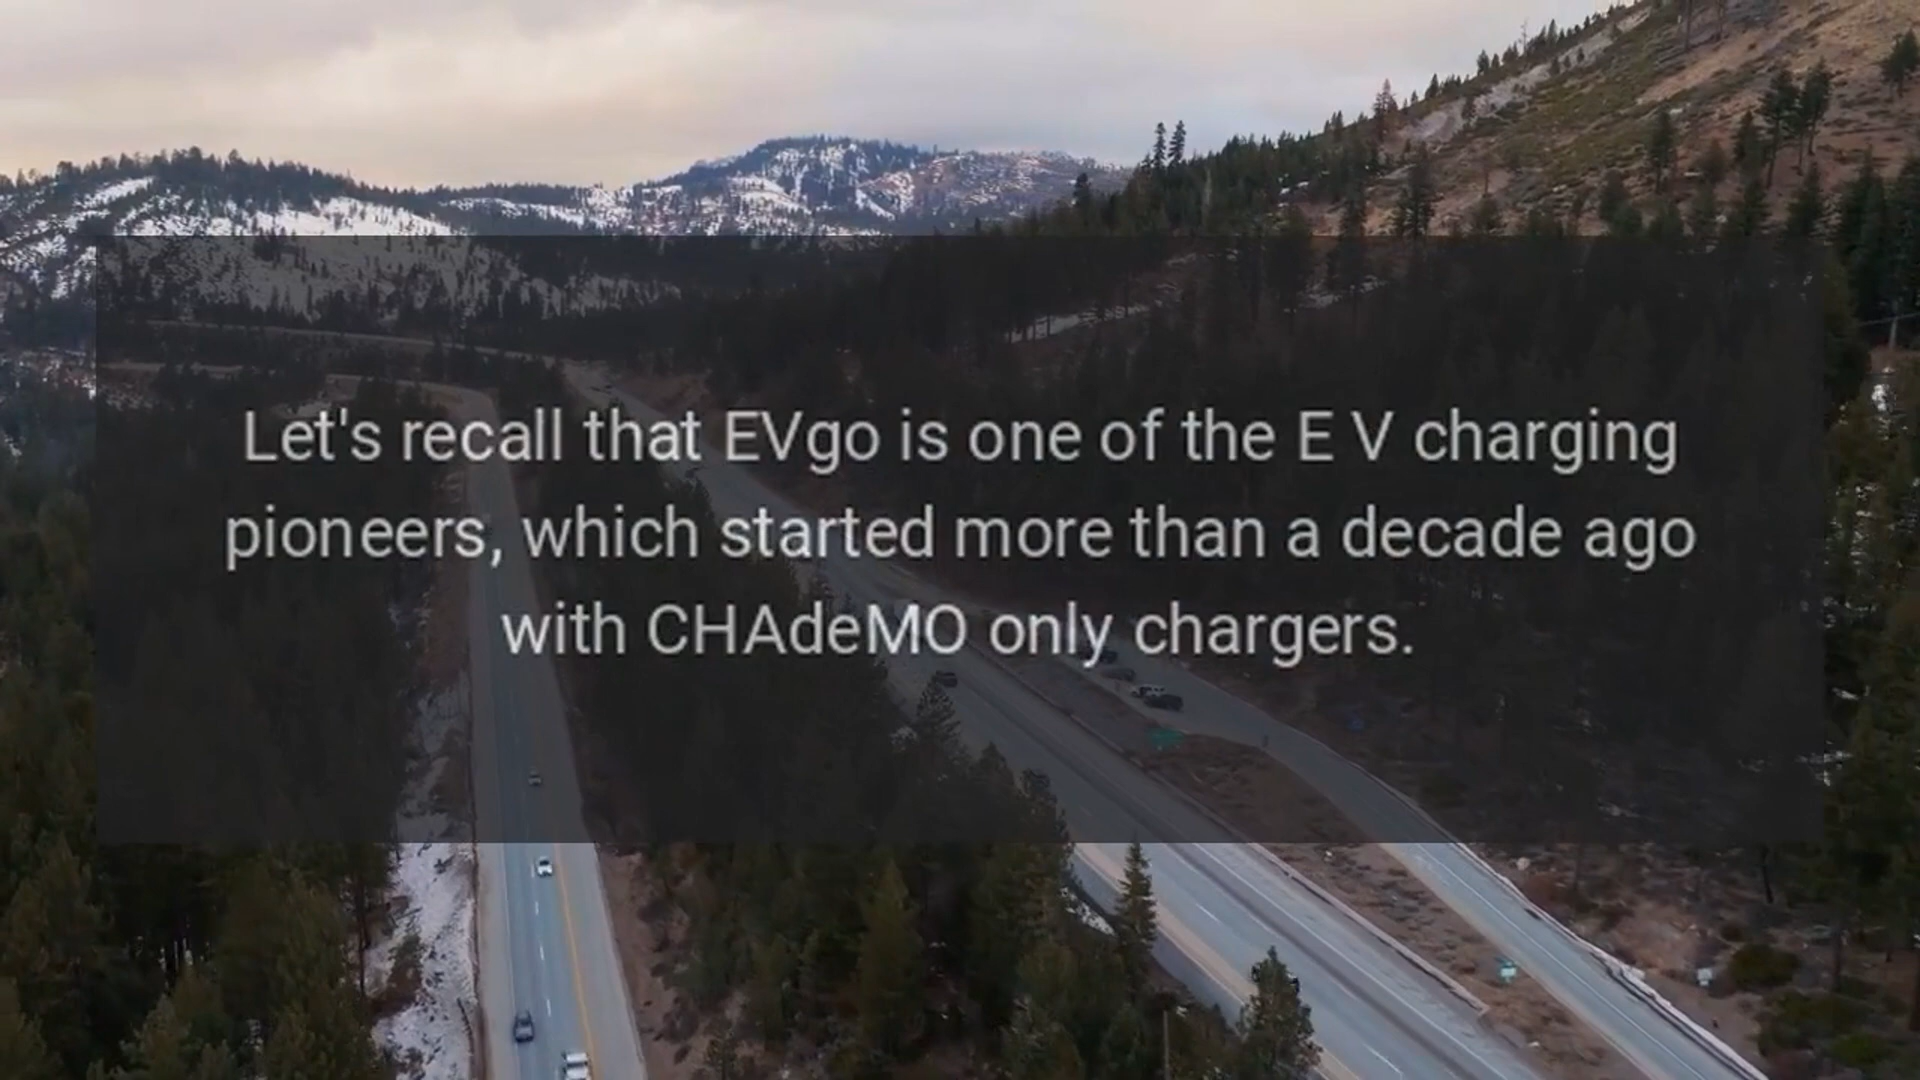 Let's recall that EVgo is one of the E V charging
pioneers, which started more than a decade ago
with CHAdeMO only chargers.